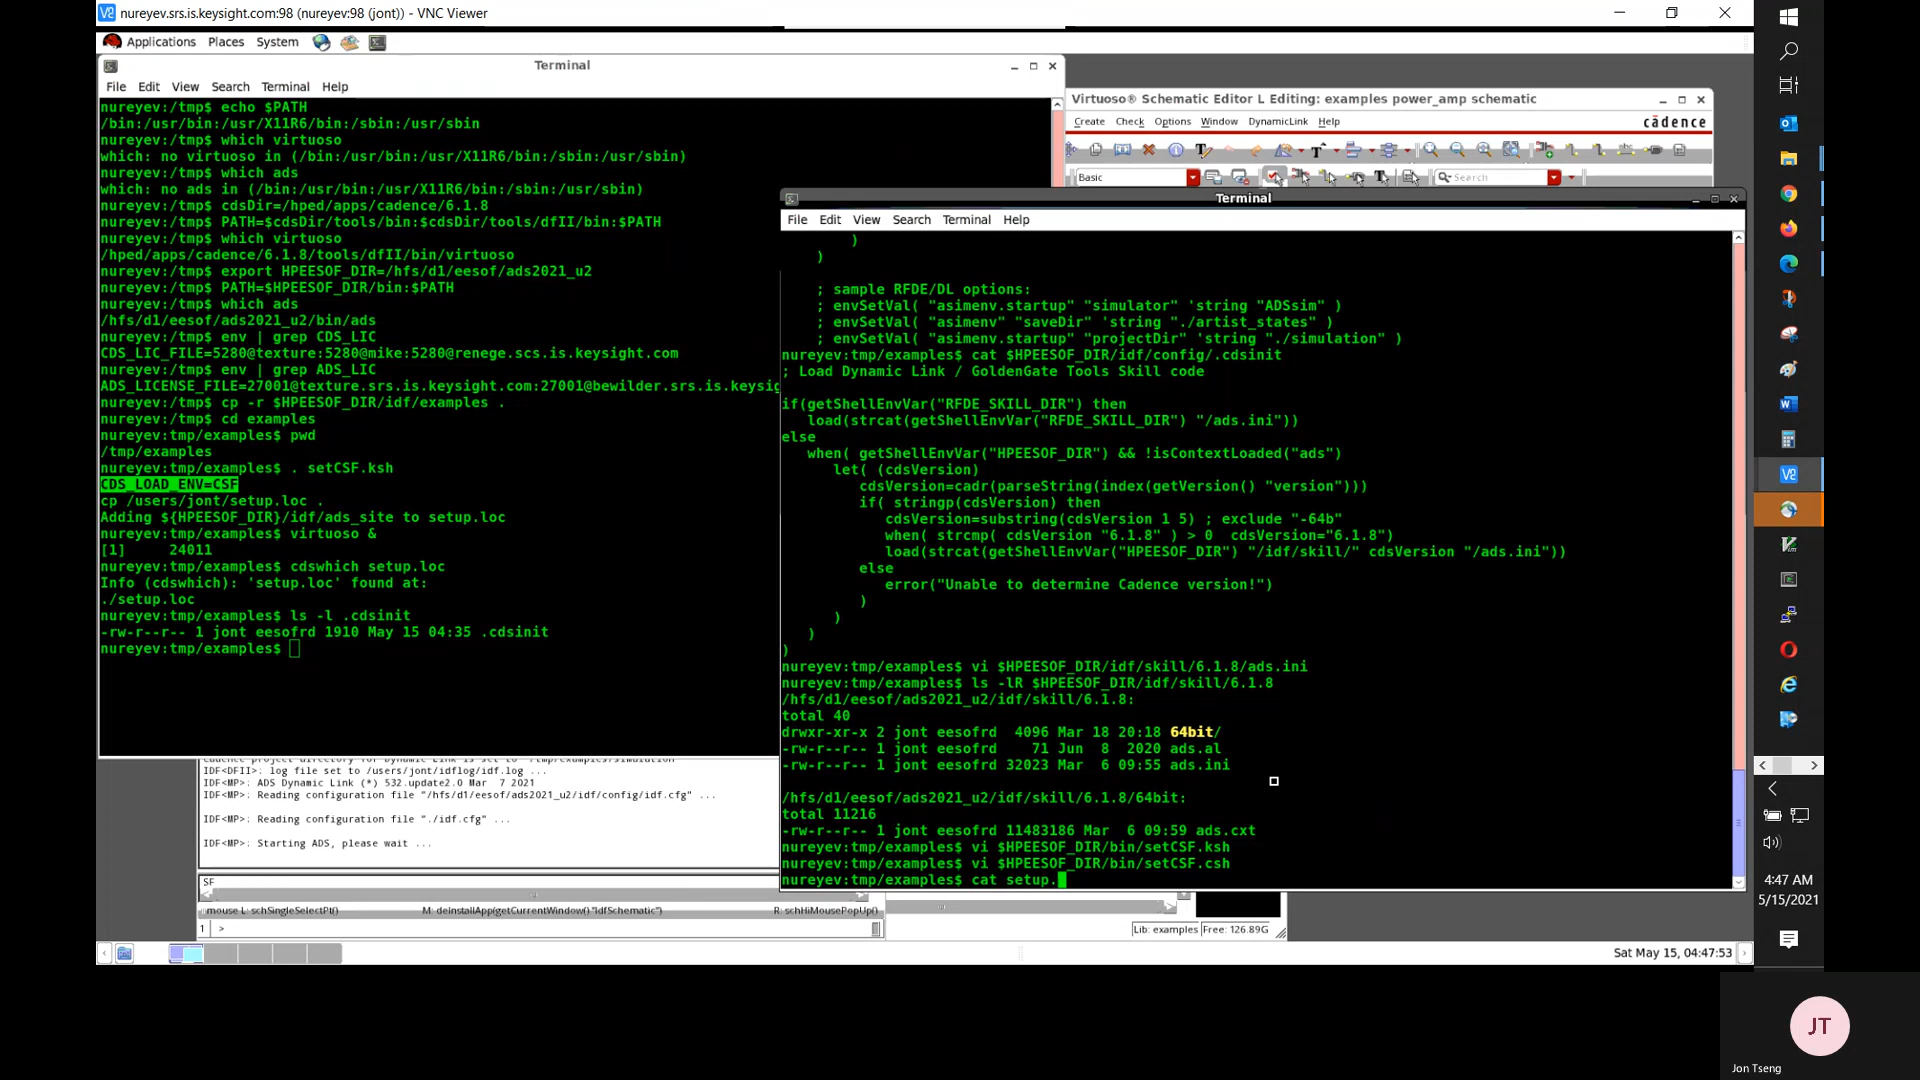 nureyev.srs.is.keysight.com:98 (nureyev:98 (jont)) - VNC Viewer
Applications Places System
Terminal
File Edit View Search Terminal Help
nureyev:/tmp$ echo $PATH
/bin:/usr/bin:/usr/X11R6/bin:/sbin:/usr/sbin
nureyev:/tmp$ which virtuoso
which: no virtuoso in (/bin:/usr/bin:/usr/X11R6/bin:/sbin:/usr/sbin)
nureyev:/tmp$ which ads
which: no ads in (/bin:/usr/bin:/usr/X11R6/bin:/sbin:/usr/sbin)
nureyev:/tmp$ cdsDir=/hped/apps/cadence/6.1.8
nureyev:/tmp$ PATH=$cdsDir/tools/bin:$cdsDir/tools/dfII/bin:$PATH
nureyev:/tmp$ which virtuoso
/hped/apps/cadence/6.1.8/tools/dfII/bin/virtuoso
nureyev:/tmp$ export HPEESOF_DIR=/hfs/d1/eesof/ads2021_u2
nureyev:/tmp$ PATH=$HPEESOF_DIR/bin:$PATH
nureyev:/tmp$ which ads
/hfs/d1/eesof/ads2021_u2/bin/ads
nureyev:/tmp$ env | grep CDS_LIC
CDS_LIC_FILE=5280@texture:5280@mike:5280@renege.scs.is.keysight.com
nureyev:/tmp$ env | grep ADS_LIC
ADS_LICENSE_FILE=27001@texture.srs.is.keysight.com:27001@bewilder.srs.is.keysig
nureyev:/tmp$ cp -r $HPEESOF_DIR/idf/examples .
nureyev:/tmp$ cd examples
nureyev:tmp/examples$ pwd
/tmp/examples
nureyev:tmp/examples$ . setCSF.ksh
CDS_LOAD_ENV=CSF
cp /users/jont/setup.loc .
Adding ${HPEESOF_DIR}/idf/ads_site to setup.loc
nureyev:tmp/examples$ virtuoso &
[1] 24011
nureyev:tmp/examples$ cdswhich setup.loc
Info (cdswhich): 'setup.loc' found at:
./setup.loc
nureyev:tmp/examples$ ls -l .cdsinit
-rw-r--r-- 1 jont eesofrd 1910 May 15 04:35 .cdsinit
nureyev:tmp/examples$
Virtuoso® Schematic Editor L Editing: examples power_amp schematic
Create Check Options Window DynamicLink Help
cādence
Basic
Search
Terminal
File Edit View Search Terminal Help
)
)
; sample RFDE/DL options:
; envSetVal( "asimenv.startup" "simulator" 'string "ADSsim" )
; envSetVal( "asimenv" "saveDir" 'string "./artist_states" )
; envSetVal( "asimenv.startup" "projectDir" 'string "./simulation" )
nureyev:tmp/examples$ cat $HPEESOF_DIR/idf/config/.cdsinit
; Load Dynamic Link / GoldenGate Tools Skill code
if(getShellEnvVar("RFDE_SKILL_DIR") then
load(strcat(getShellEnvVar("RFDE_SKILL_DIR") "/ads.ini"))
else
when( getShellEnvVar("HPEESOF_DIR") && !isContextLoaded("ads")
let( (cdsVersion)
cdsVersion=cadr(parseString(index(getVersion() "version")))
if( stringp(cdsVersion) then
cdsVersion=substring(cdsVersion 1 5) ; exclude "-64b"
when( strcmp( cdsVersion "6.1.8" ) > 0 cdsVersion="6.1.8")
load(strcat(getShellEnvVar("HPEESOF_DIR") "/idf/skill/" cdsVersion "/ads.ini"))
else
error("Unable to determine Cadence version!")
)
)
)
)
nureyev:tmp/examples$ vi $HPEESOF_DIR/idf/skill/6.1.8/ads.ini
nureyev:tmp/examples$ ls -lR $HPEESOF_DIR/idf/skill/6.1.8
/hfs/d1/eesof/ads2021_u2/idf/skill/6.1.8:
total 40
drwxr-xr-x 2 jont eesofrd 4096 Mar 18 20:18 64bit/
-rw-r--r-- 1 jont eesofrd 71 Jun 8 2020 ads.al
-rw-r--r-- 1 jont eesofrd 32023 Mar 6 09:55 ads.ini
/hfs/d1/eesof/ads2021_u2/idf/skill/6.1.8/64bit:
total 11216
-rw-r--r-- 1 jont eesofrd 11483186 Mar 6 09:59 ads.cxt
nureyev:tmp/examples$ vi $HPEESOF_DIR/bin/setCSF.ksh
nureyev:tmp/examples$ vi $HPEESOF_DIR/bin/setCSF.csh
nureyev:tmp/examples$ cat setup.
IDF<DFII>: log file set to /users/jont/idflog/idf.log ...
IDF<MP>: ADS Dynamic Link (*) 532.update2.0 Mar 7 2021
IDF<MP>: Reading configuration file "/hfs/d1/eesof/ads2021_u2/idf/config/idf.cfg" ...
IDF<MP>: Reading configuration file "./idf.cfg" ...
IDF<MP>: Starting ADS, please wait ...
SF
mouse L: schSingleSelectPt() M: deInstallApp(getCurrentWindow() "IdfSchematic") R: schHiMousePopUp()
1 >
Lib: examples Free: 126.89G
Sat May 15, 04:47:53
4:47 AM
5/15/2021
JT
Jon Tseng